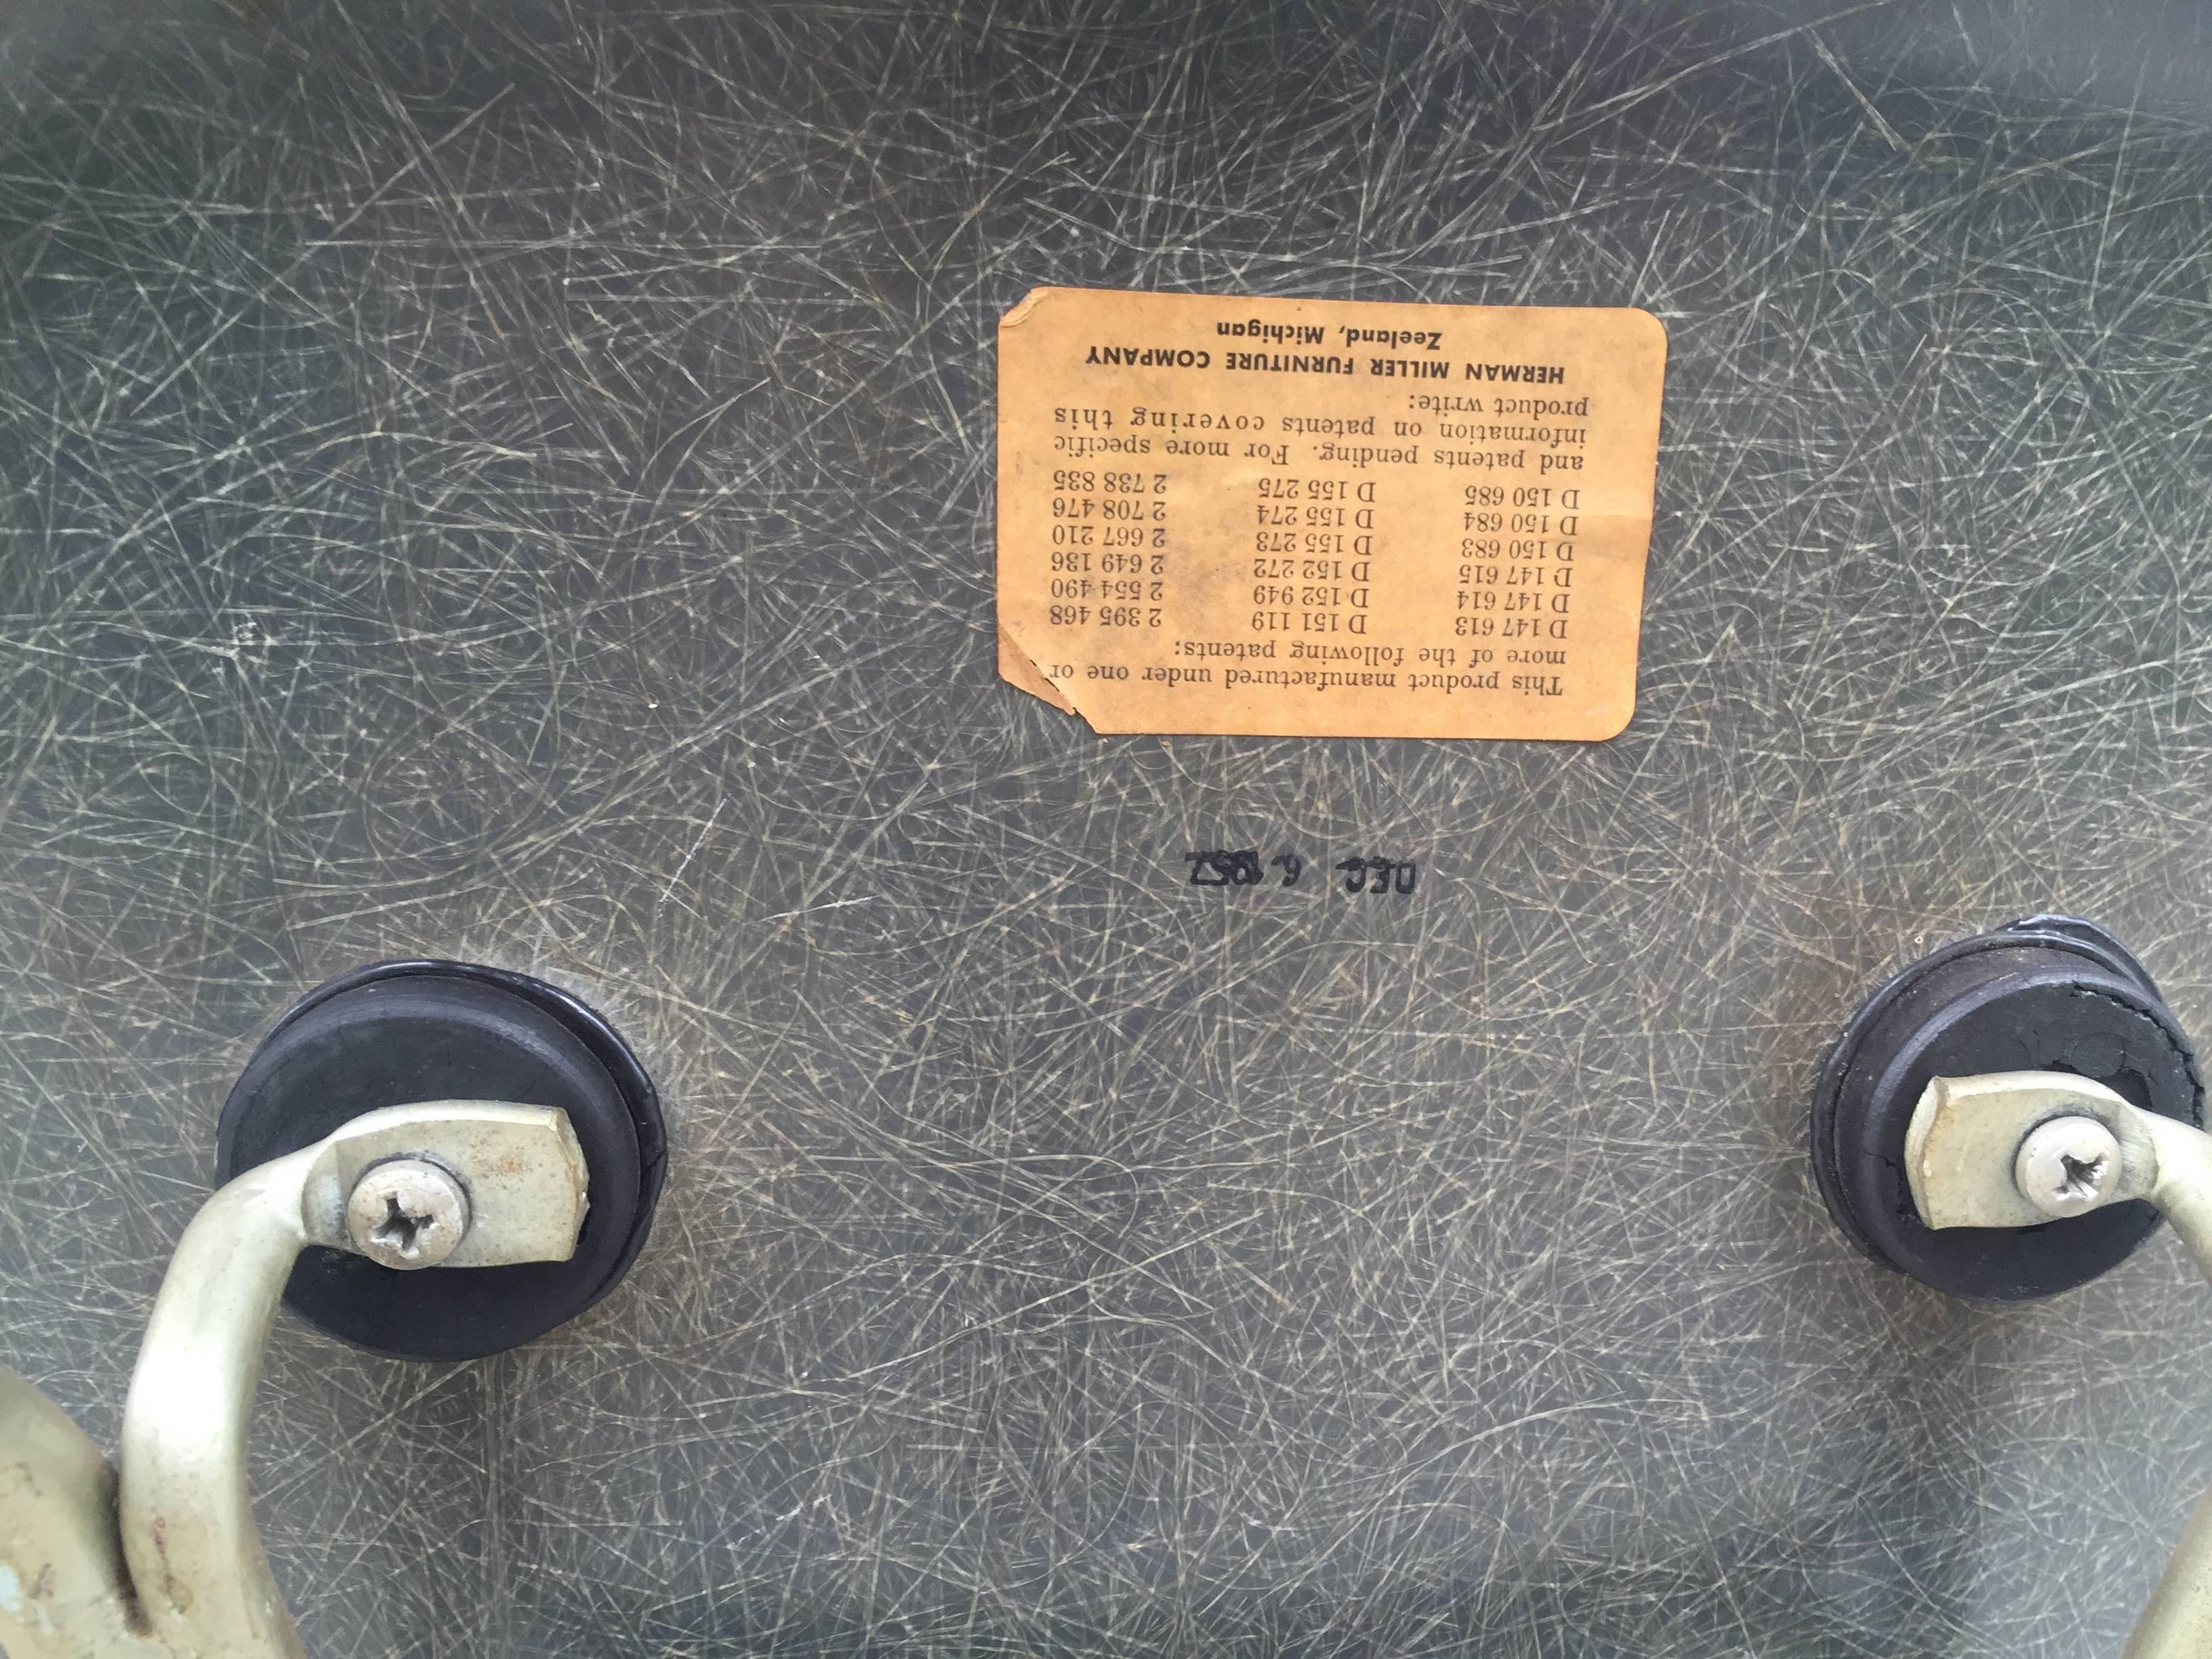 This product manufactured under one or
more of the following patents:
D 147 613 D 151 119 2 395 468
D 147 614 D 152 949 2 554 490
D 147 615 D 152 272 2 649 136
D 150 683 D 155 273 2 667 210
D 150 684 D 155 274 2 708 476
D 150 685 D 155 275 2 738 835
and patents pending. For more specific
information on patents covering this
product write:
HERMAN MILLER FURNITURE COMPANY
Zeeland, Michigan
DEC 6